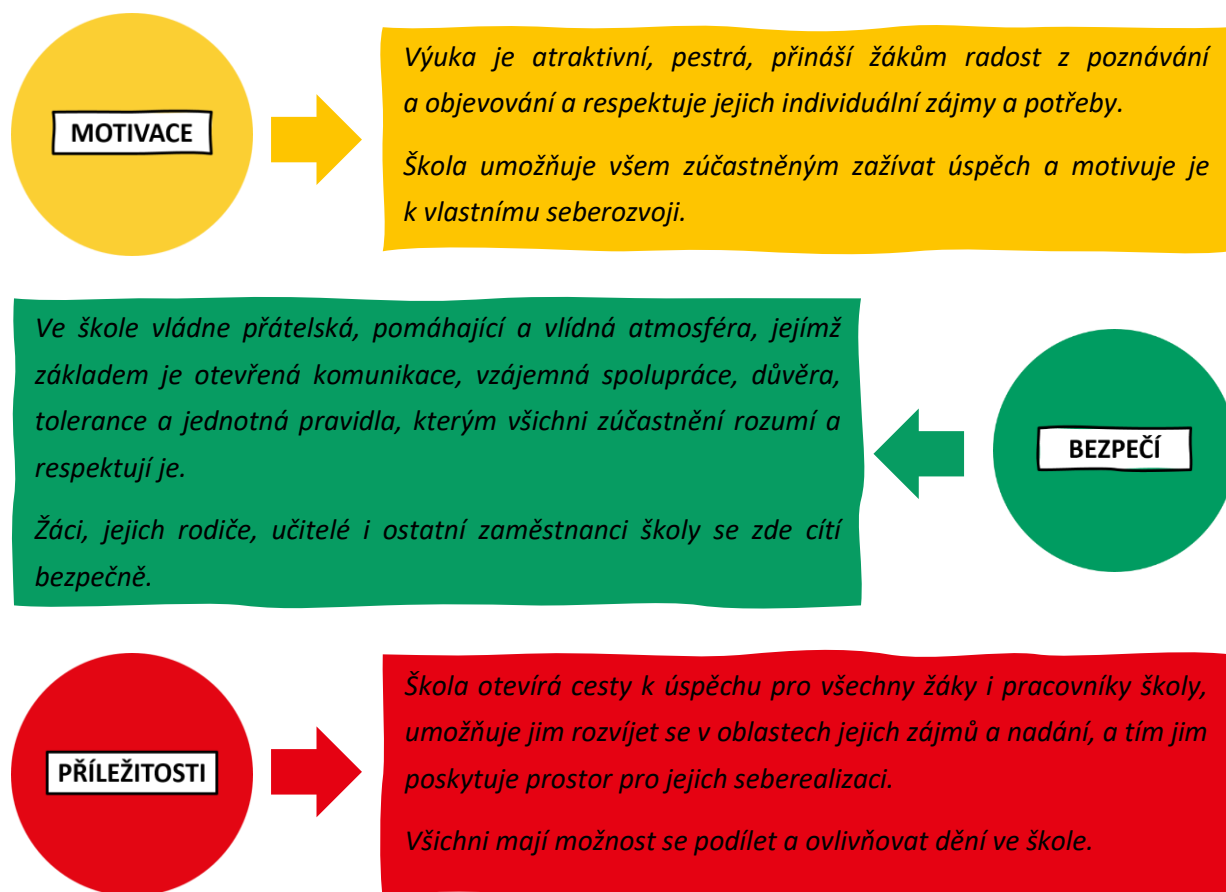 MOTIVACE
Výuka je atraktivní, pestrá, přináší žákům radost z poznávání
a objevování a respektuje jejich individuální zájmy a potřeby.
Škola umožňuje všem zúčastněným zažívat úspěch a motivuje je
k vlastnímu seberozvoji.
Ve škole vládne přátelská, pomáhající a vlídná atmosféra, jejímž
základem je otevřená komunikace, vzájemná spolupráce, důvěra,
tolerance a jednotná pravidla, kterým všichni zúčastnění rozumí a
respektují je.
Žáci, jejich rodiče, učitelé i ostatní zaměstnanci školy se zde cítí
bezpečně.
BEZPEČÍ
PŘÍLEŽITOSTI
Škola otevírá cesty k úspěchu pro všechny žáky i pracovníky školy,
umožňuje jim rozvíjet se v oblastech jejich zájmů a nadání, a tím jim
poskytuje prostor pro jejich seberealizaci.
Všichni mají možnost se podílet a ovlivňovat dění ve škole.